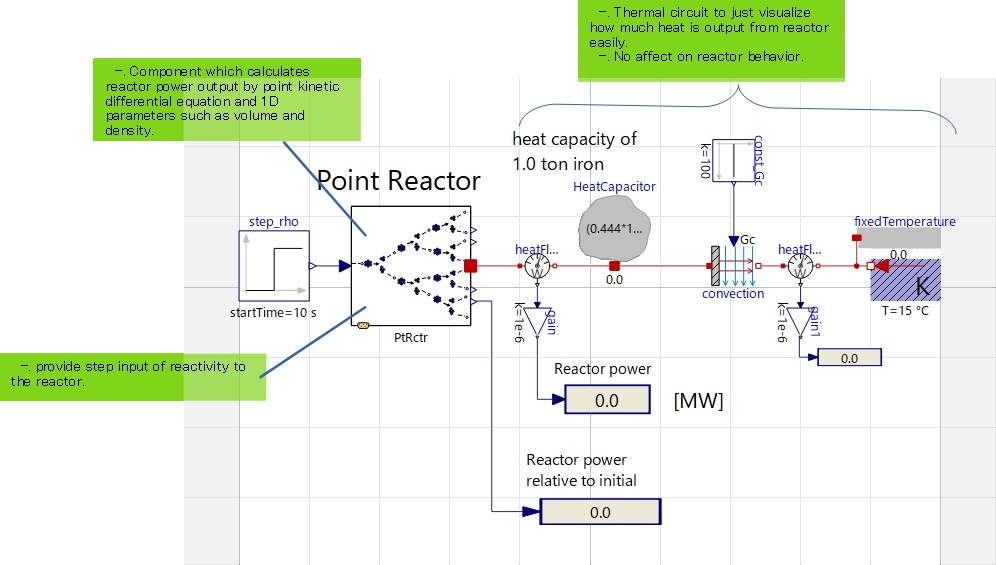 －. Thermal circuit to just visualize
how much heat is output from reactor
easily.
－. No affect on reactor behavior.
－. Component which calculates
reactor power output by point kinetic
differential equation and 1D
parameters such as volume and
density.
heat capacity of
1.0 ton iron
k=100
const_Gc
Point Reactor
HeatCapacitor
(0.444*1...
step_rho
heatFl...
W
0.0
Gc
convection
heatFl...
W
fixedTemperature
0.0
K
T=15 °C
startTime=10 s
PtRctr
k=1e-6
gain
k=1e-6
gain1
0.0
－. provide step input of reactivity to
the reactor.
Reactor power
0.0
[MW]
Reactor power
relative to initial
0.0